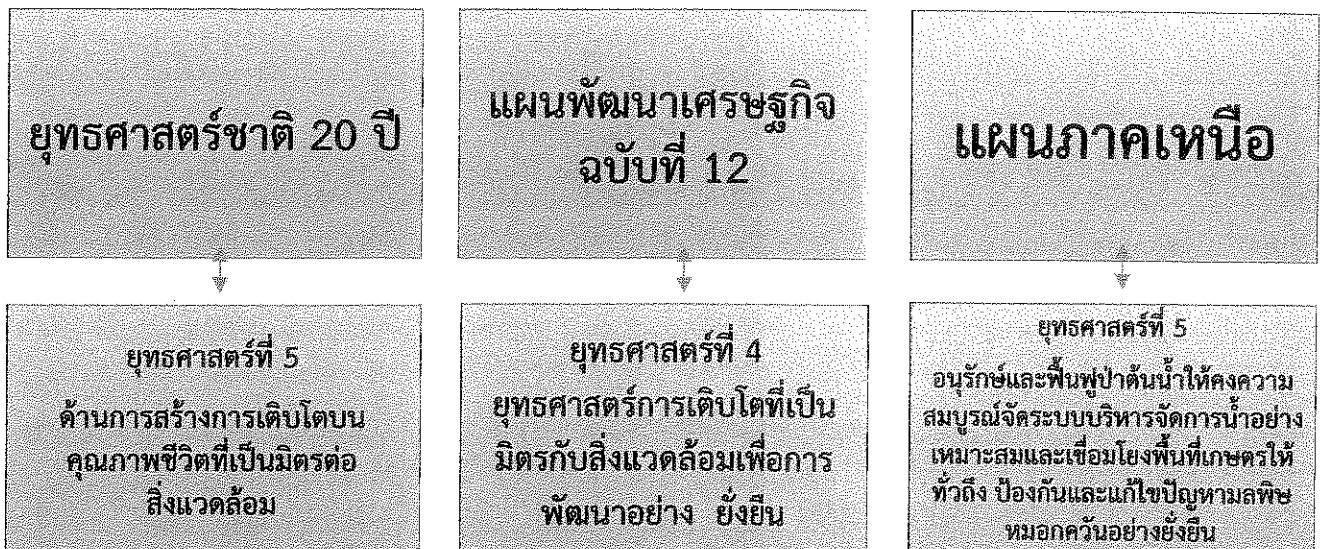 ยุทธศาสตร์ชาติ 20 ปี
แผนพัฒนาเศรษฐกิจ
ฉบับที่ 12
แผนภาคเหนือ
ยุทธศาสตร์ที่ 5
ด้านการสร้างการเติบโตบน
คุณภาพชีวิตที่เป็นมิตรต่อ
สิ่งแวดล้อม
ยุทธศาสตร์ที่ 4
ยุทธศาสตร์การเติบโตที่เป็น
มิตรกับสิ่งแวดล้อมเพื่อการ
พัฒนาอย่าง ยั่งยืน
ยุทธศาสตร์ที่ 5
อนุรักษ์และฟื้นฟูป่าต้นน้ำให้คงความ
สมบูรณ์จัดระบบบริหารจัดการน้ำอย่าง
เหมาะสมและเชื่อมโยงพื้นที่เกษตรให้
ทั่วถึง ป้องกันและแก้ไขปัญหามลพิษ
หมอกควันอย่างยั่งยืน